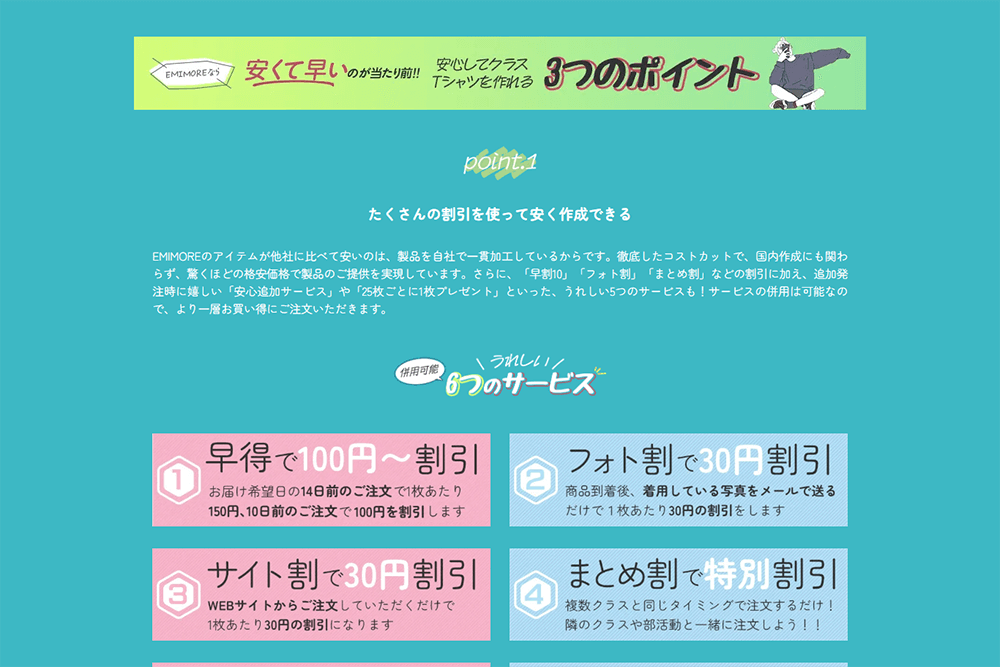 EMIMOREなら
安くて早いのが当たり前!!
安心してクラス
Tシャツを作れる
3つのポイント
point.1
たくさんの割引を使って安く作成できる
EMIMOREのアイテムが他社に比べて安いのは、製品を自社で一貫加工しているからです。徹底したコストカットで、国内作成にも関わ
らず、驚くほどの格安価格で製品のご提供を実現しています。さらに、「早割10」「フォト割」「まとめ割」などの割引に加え、追加発
注時に嬉しい「安心追加サービス」や「25枚ごとに1枚プレゼント」といった、うれしい5つのサービスも！サービスの併用は可能なの
で、より一層お買い得にご注文いただきます。
併用可能
うれしい
6つのサービス
1
早得で100円～割引
お届け希望日の14日前のご注文で1枚あたり
150円、10日前のご注文で100円を割引します
2
フォト割で30円割引
商品到着後、着用している写真をメールで送る
だけで１枚あたり30円の割引をします
3
サイト割で30円割引
WEBサイトからご注文していただくだけで
1枚あたり30円の割引になります
4
まとめ割で特別割引
複数クラスと同じタイミングで注文するだけ！
隣のクラスや部活動と一緒に注文しよう！！